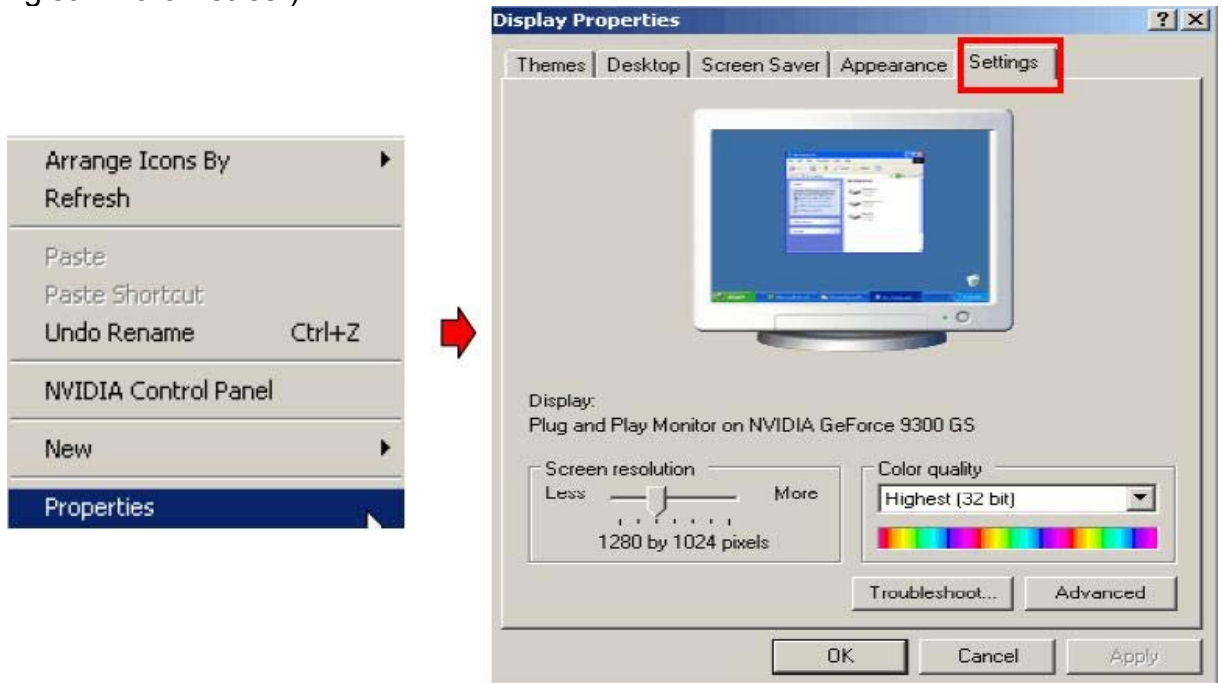 Arrange Icons By
Refresh
Paste
Paste Shortcut
Undo Rename Ctrl+Z
NVIDIA Control Panel
New
Properties
Display Properties
Themes Desktop Screen Saver Appearance Settings
Display:
Plug and Play Monitor on NVIDIA GeForce 9300 GS
Screen resolution
Less More
1280 by 1024 pixels
Color quality
Highest (32 bit)
Troubleshoot... Advanced
OK Cancel Apply